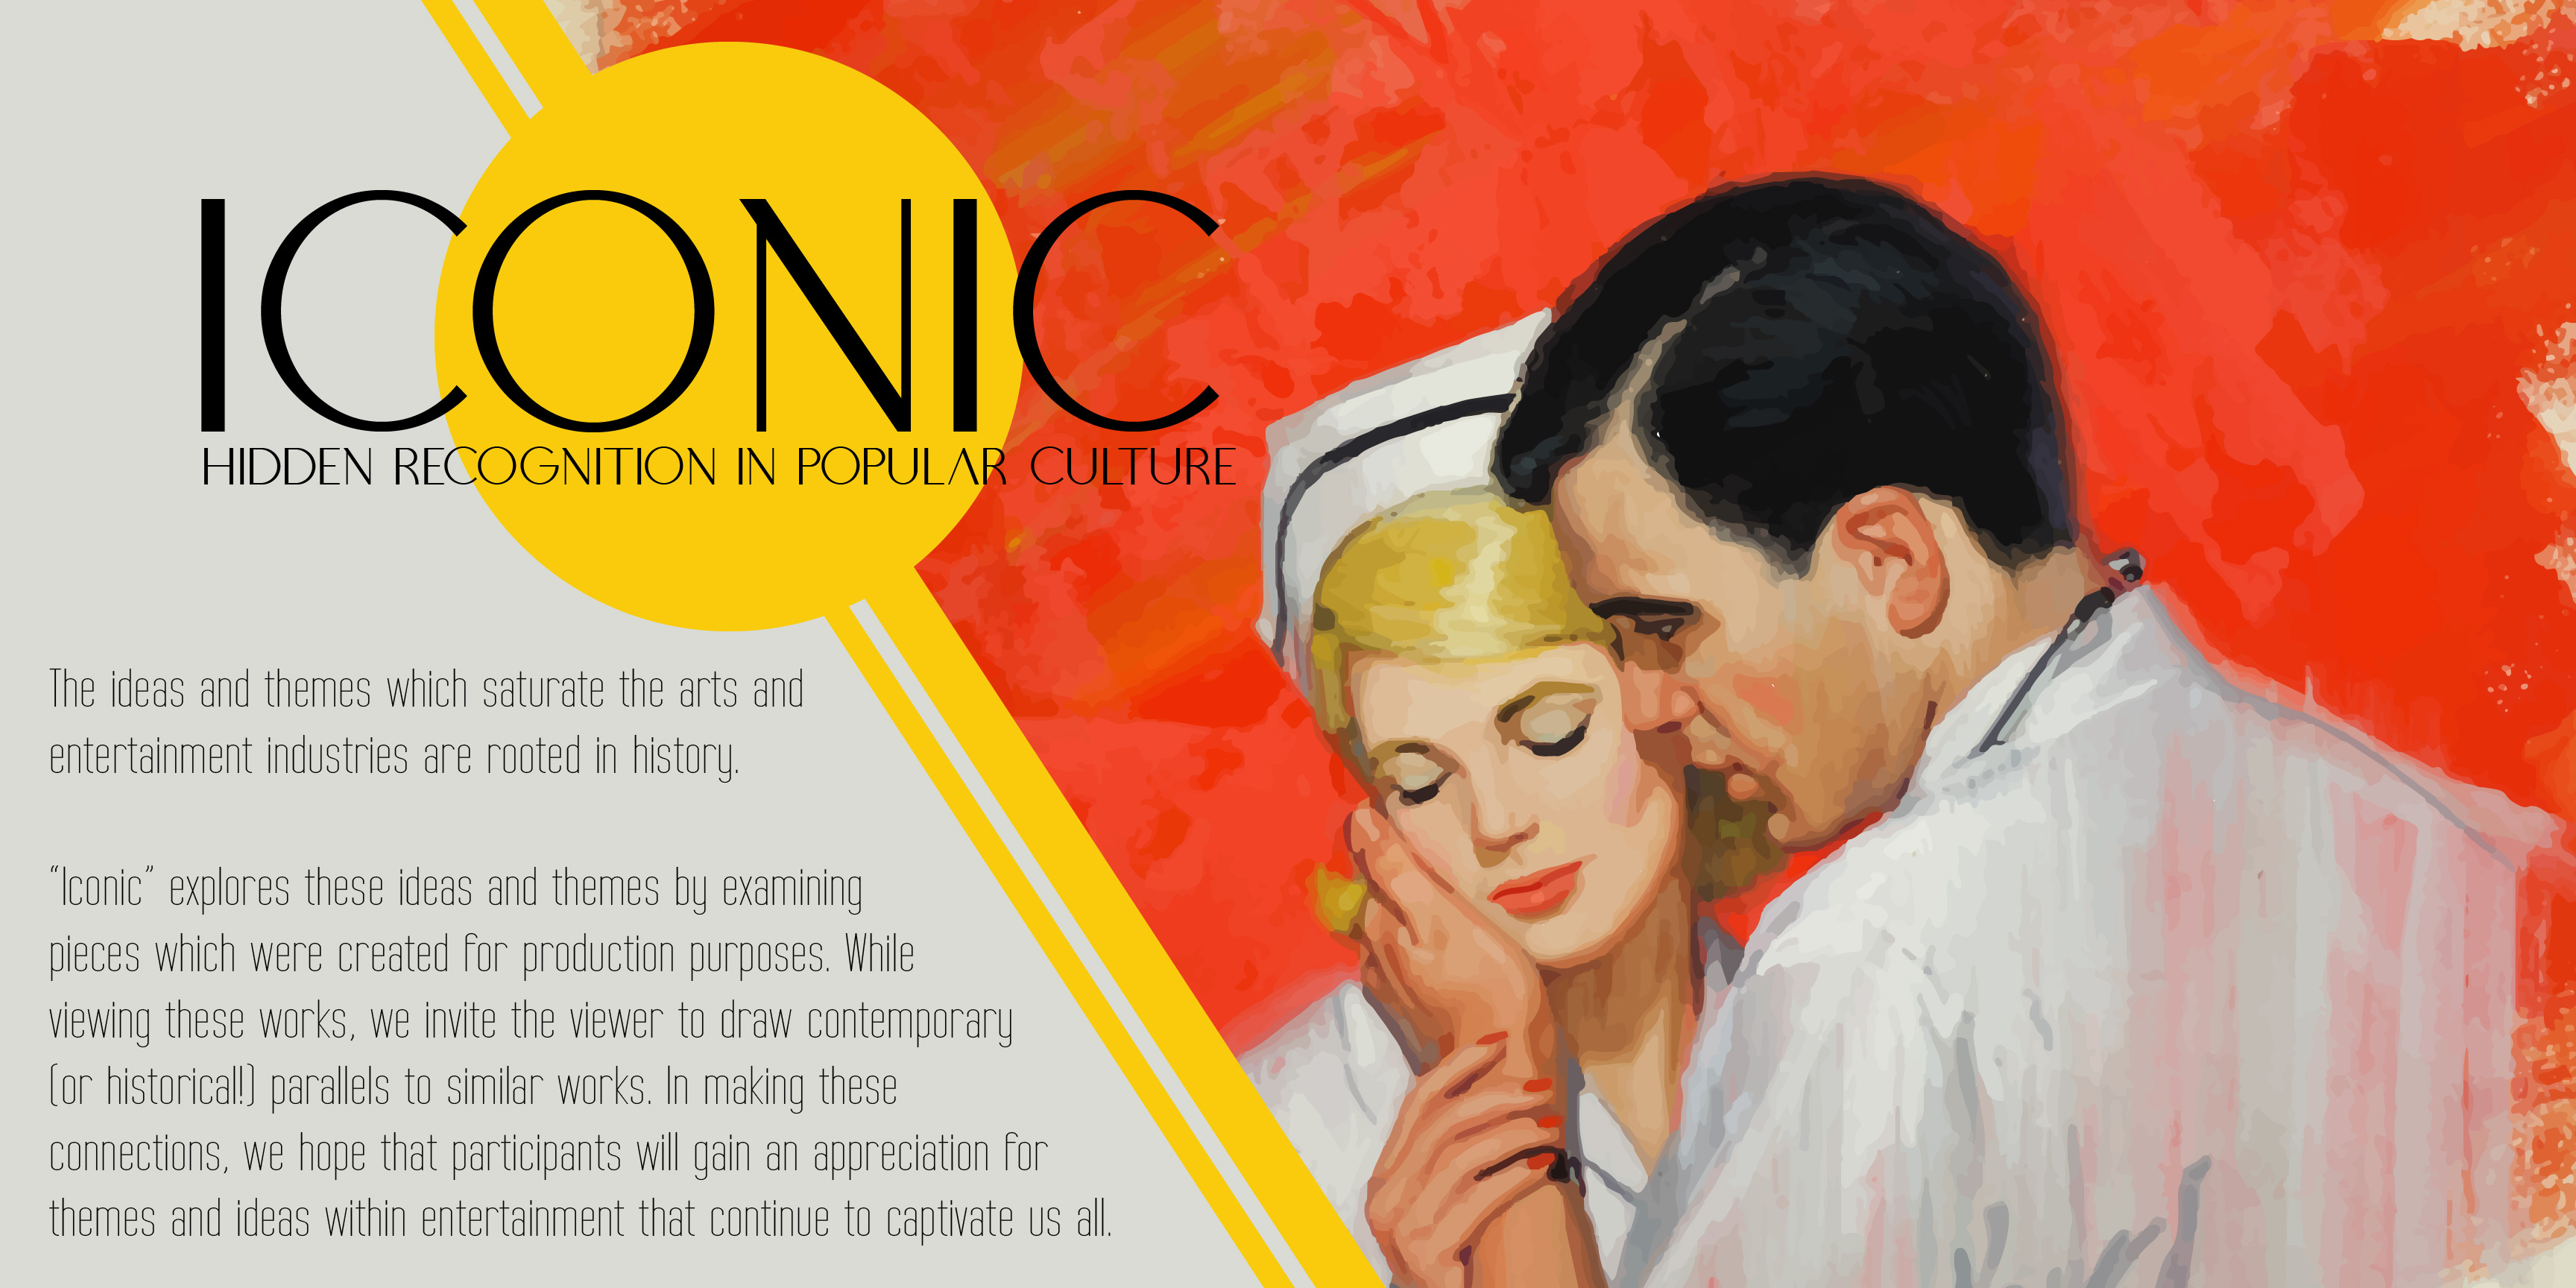 ICONIC
HIDDEN RECOGNITION IN POPULAR CULTURE
The ideas and themes which saturate the arts and
entertainment industries are rooted in history.
“Iconic” explores these ideas and themes by examining
pieces which were created for production purposes. While
viewing these works, we invite the viewer to draw contemporary
(or historical!) parallels to similar works. In making these
connections, we hope that participants will gain an appreciation for
themes and ideas within entertainment that continue to captivate us all.